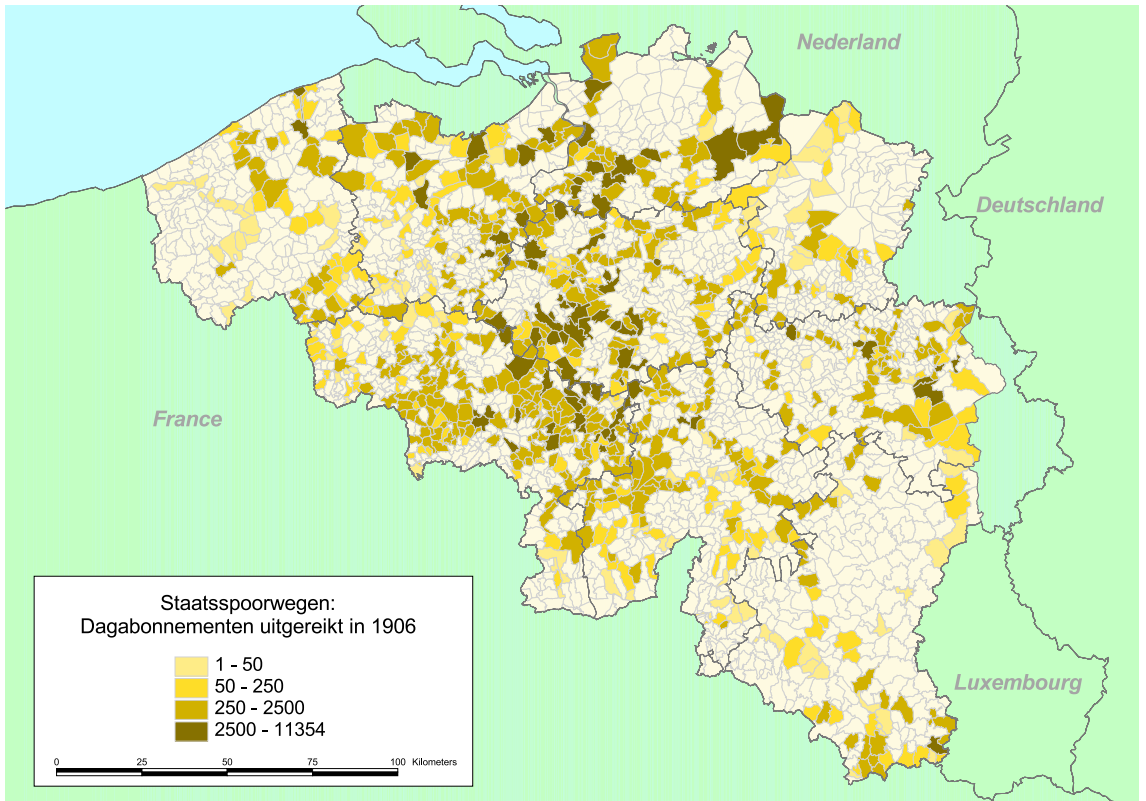 Nederland
Deutschland
France
Luxembourg
Staatsspoorwegen:
Dagabonnementen uitgereikt in 1906
1 - 50
50 - 250
250 - 2500
2500 - 11354
0 25 50 75 100 Kilometers